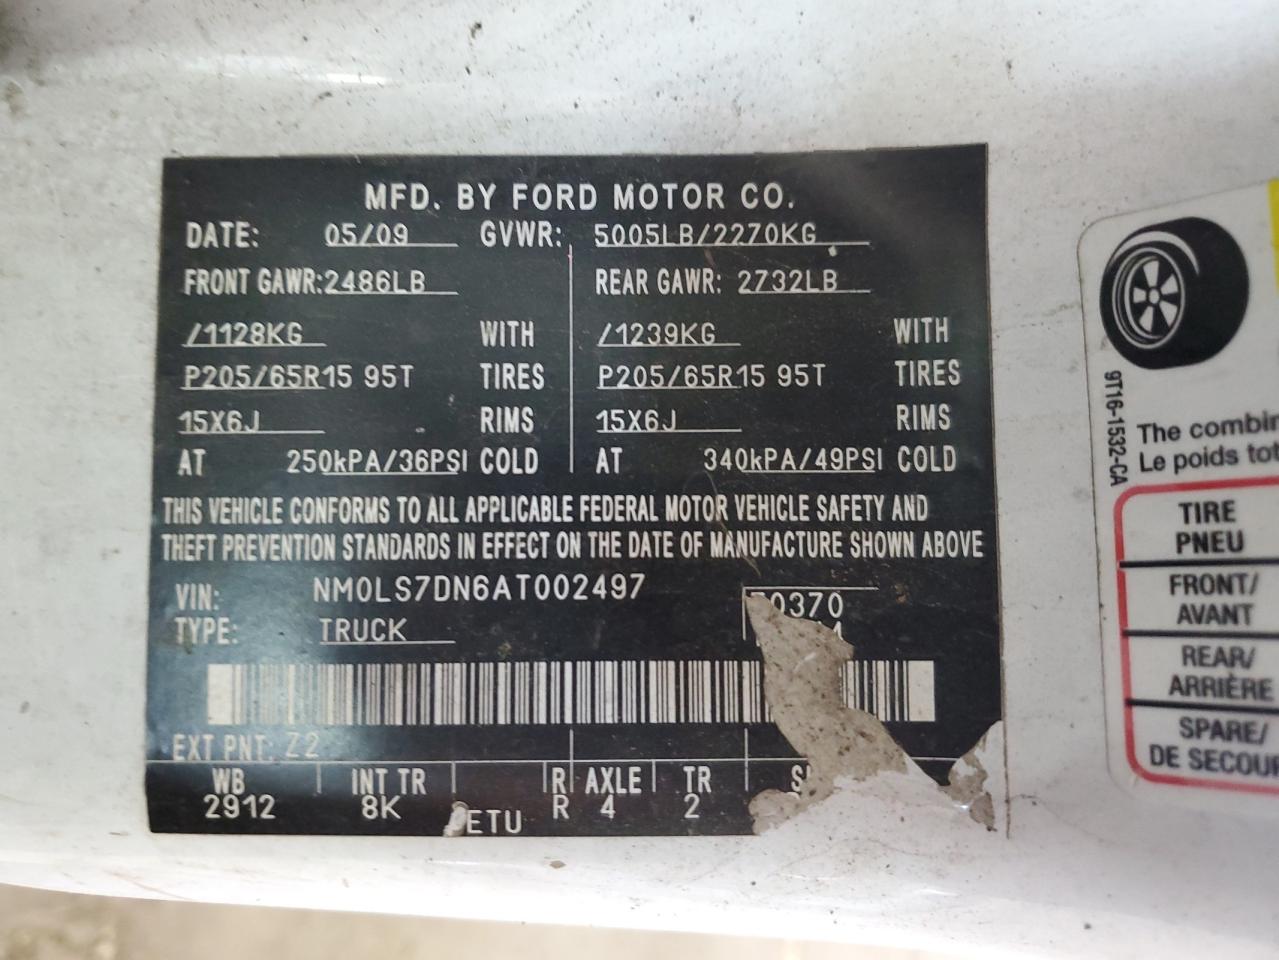 MFD. BY FORD MOTOR CO.
DATE: 05/09 GVWR: 5005LB/2270KG
FRONT GAWR: 2486LB REAR GAWR: 2732LB
/1128KG WITH /1239KG WITH
P205/65R15 95T TIRES P205/65R15 95T TIRES
15X6J RIMS 15X6J RIMS
AT 250kPA/36PSI COLD AT 340kPA/49PSI COLD
THIS VEHICLE CONFORMS TO ALL APPLICABLE FEDERAL MOTOR VEHICLE SAFETY AND
THEFT PREVENTION STANDARDS IN EFFECT ON THE DATE OF MANUFACTURE SHOWN ABOVE
VIN: NM0LS7DN6AT002497
TYPE: TRUCK
EXT PNT: Z2
WB INT TR R AXLE TR
2912 8K R 4 2
ETU
9T16-1532-CA
The
Le poids
TIRE
PNEU
FRONT/
AVANT
REAR/
ARRIÈRE
SPARE/
DE